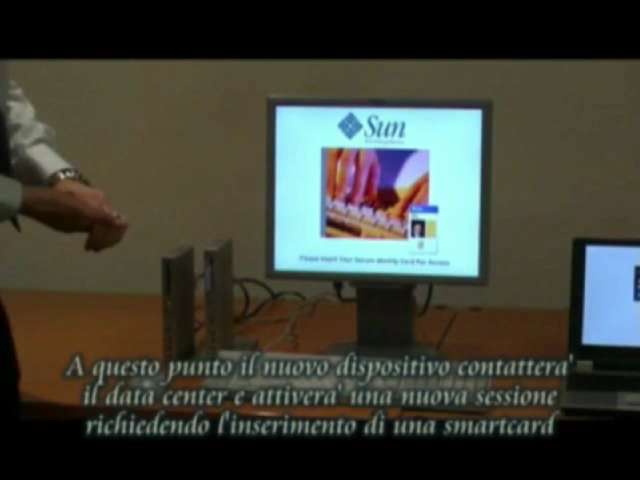 Sun
Please Insert Your Secure Identity Card For Access
A questo punto il nuovo dispositivo contattera'
il data center e attivera' una nuova sessione
richiedendo l'inserimento di una smartcard